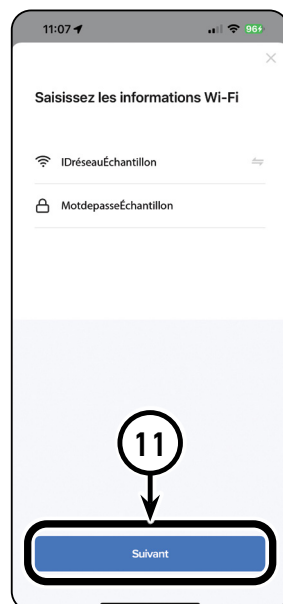 11:07
96
Saisissez les informations Wi-Fi
IDréseauÉchantillon
MotdepasseÉchantillon
11
Suivant